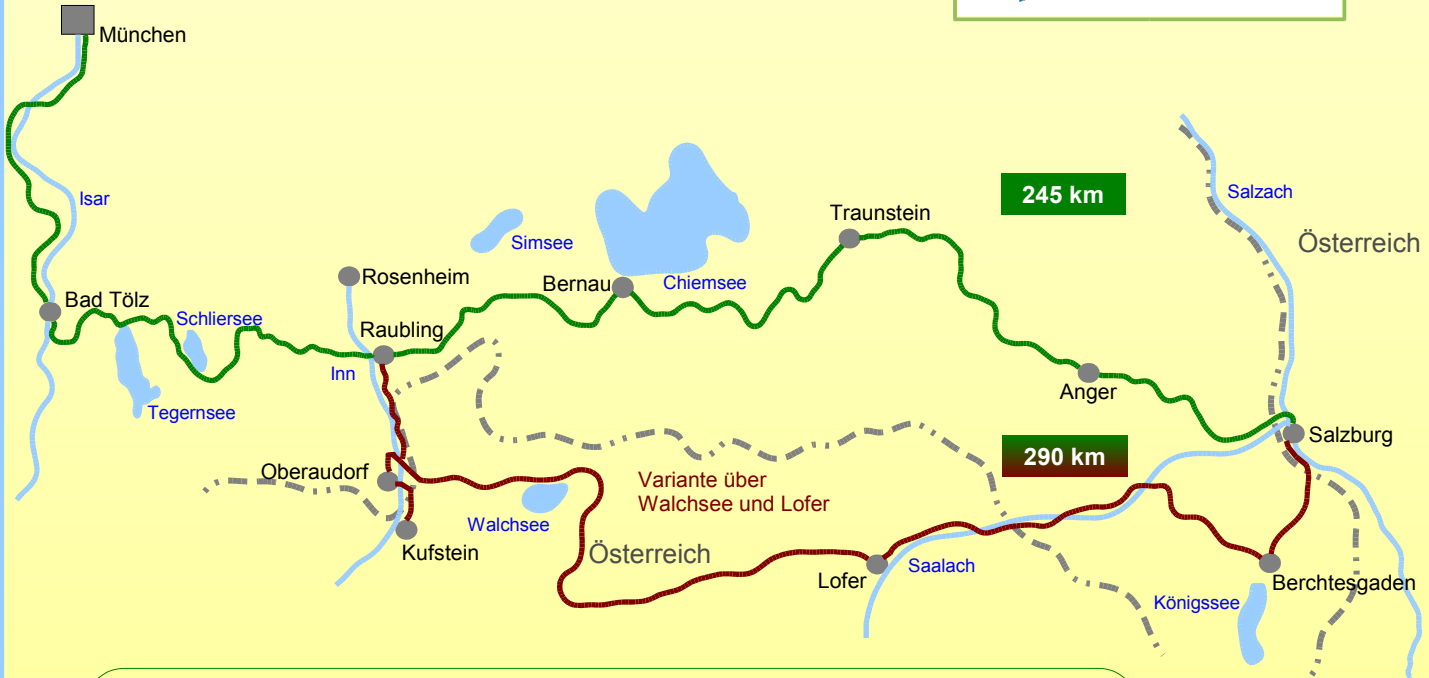 München
Isar
245 km
Salzach
Traunstein
Simsee
Österreich
Rosenheim
Bernau
Chiemsee
Bad Tölz
Schliersee
Raubling
Inn
Anger
Tegernsee
Salzburg
290 km
Oberaudorf
Variante über
Walchsee und Lofer
Walchsee
Kufstein
Österreich
Lofer
Saalach
Berchtesgaden
Königssee